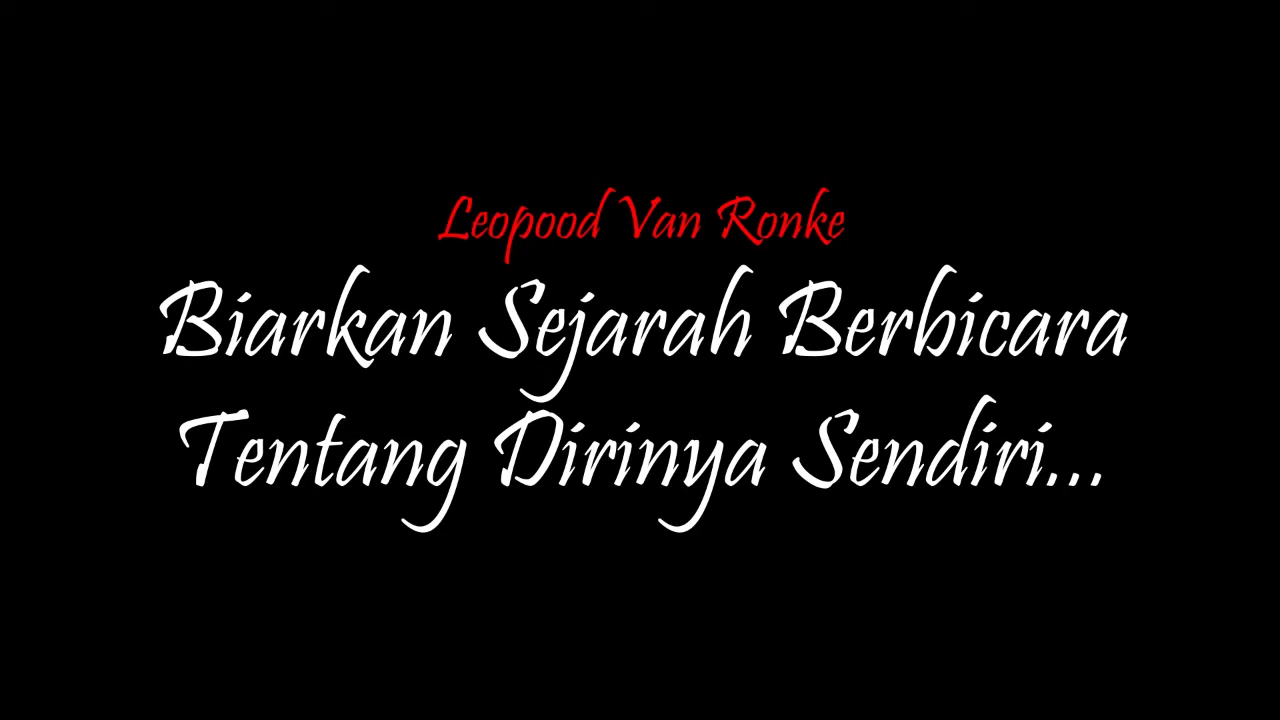 Leopood Van Ronke
Biarkan Sejarah Berbicara
Tentang Dirinya Sendiri...